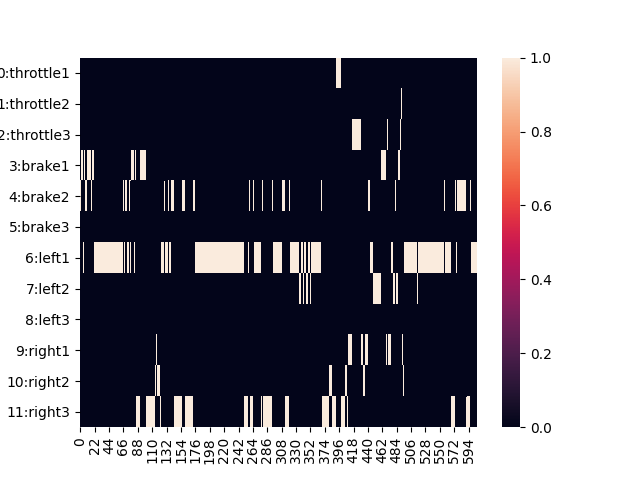 0:throttle1
1:throttle2
2:throttle3
3:brake1
4:brake2
5:brake3
6:left1
7:left2
8:left3
9:right1
10:right2
11:right3
0 22 44 66 88 110 132 154 176 198 220 242 264 286 308 330 352 374 396 418 440 462 484 506 528 550 572 594
1.0
0.8
0.6
0.4
0.2
0.0